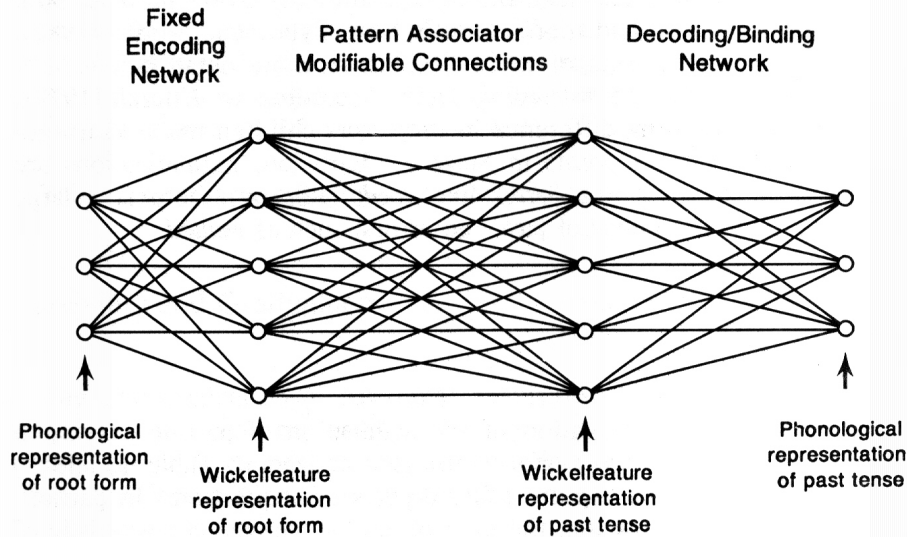 Fixed
Encoding
Network
Pattern Associator
Modifiable Connections
Decoding/Binding
Network
Phonological
representation
of root form
Wickelfeature
representation
of root form
Wickelfeature
representation
of past tense
Phonological
representation
of past tense